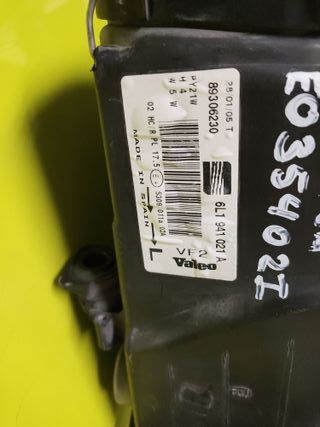 28 01 05 T
89306230
PY21W
H4
W5W
02 HC/R PL 17.5
MADE IN SPAIN
6L1 941 021 A
L
VF2
Valeo
E035402I